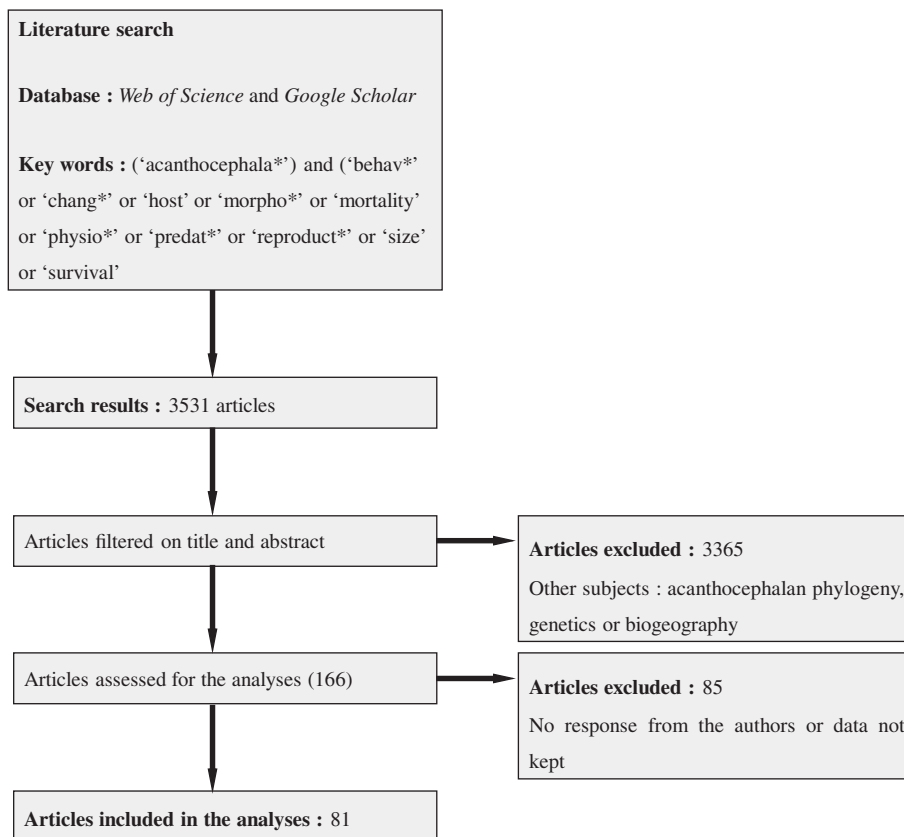 Literature search
Database : Web of Science and Google Scholar
Key words : (‘acanthocephala*’) and (‘behav*’
or ‘chang*’ or ‘host’ or ‘morpho*’ or ‘mortality’
or ‘physio*’ or ‘predat*’ or ‘reproduct*’ or ‘size’
or ‘survival’
Search results : 3531 articles
Articles filtered on title and abstract
Articles excluded : 3365
Other subjects : acanthocephalan phylogeny,
genetics or biogeography
Articles assessed for the analyses (166)
Articles excluded : 85
No response from the authors or data not
kept
Articles included in the analyses : 81